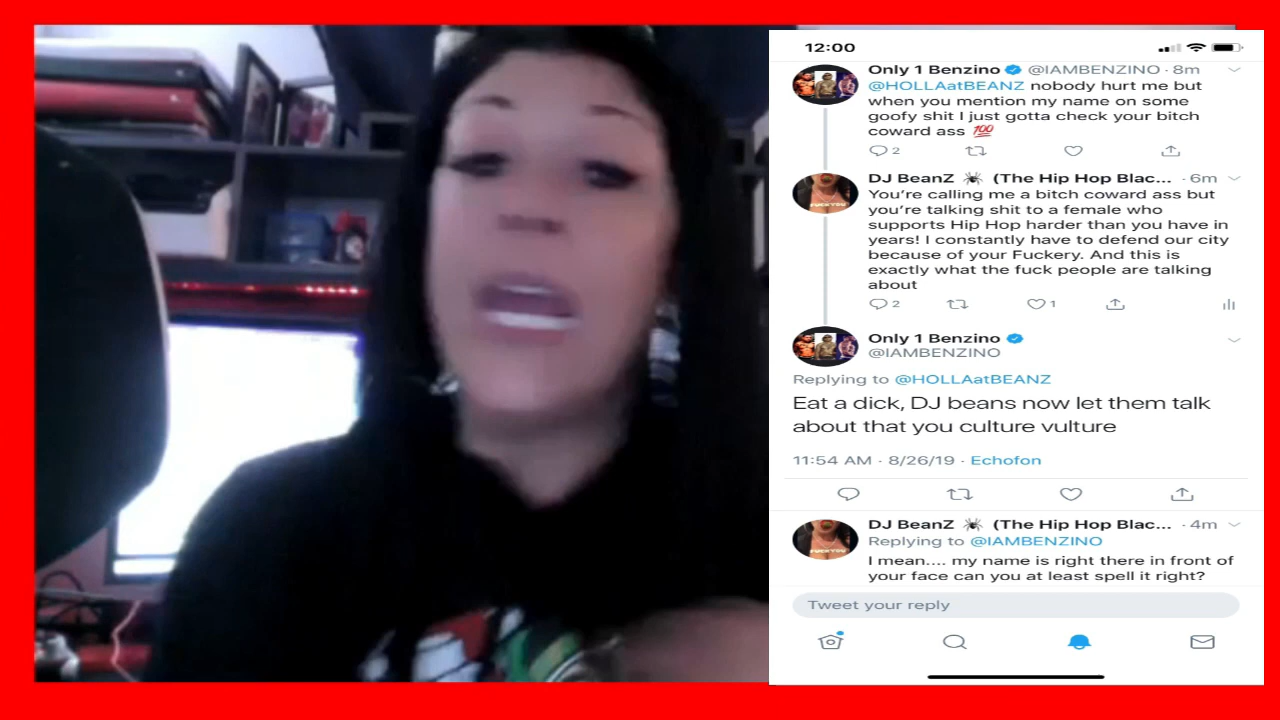 12:00
Only 1 Benzino @IAMBENZINO · 8m
@HOLLAatBEANZ nobody hurt me but
when you mention my name on some
goofy shit I just gotta check your bitch
coward ass 💯
2
DJ BeanZ 🕷 (The Hip Hop Blac... · 6m
You're calling me a bitch coward ass but
you're talking shit to a female who
supports Hip Hop harder than you have in
years! I constantly have to defend our city
because of your Fuckery. And this is
exactly what the fuck people are talking
about
2 1
Only 1 Benzino
@IAMBENZINO
Replying to @HOLLAatBEANZ
Eat a dick, DJ beans now let them talk
about that you culture vulture
11:54 AM · 8/26/19 · Echofon
DJ BeanZ 🕷 (The Hip Hop Blac... · 4m
Replying to @IAMBENZINO
I mean.... my name is right there in front of
your face can you at least spell it right?
Tweet your reply